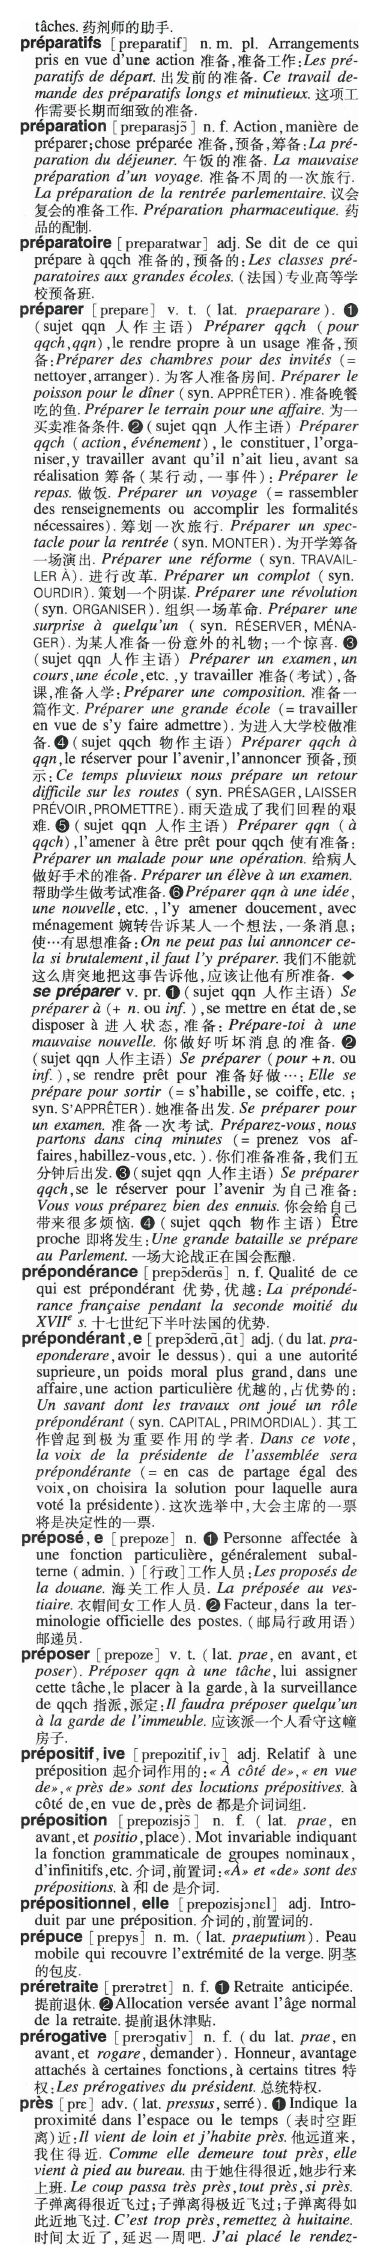 tâches. 药剂师的助手.
préparatifs [preparatif] n. m. pl. Arrangements
pris en vue d'une action 准备,准备工作:Les pré-
paratifs de départ. 出发前的准备. Ce travail de-
mande des préparatifs longs et minutieux. 这项工
作需要长期而细致的准备.
préparation [preparasjɔ̃] n. f. Action,manière de
préparer;chose préparée 准备,预备,筹备:La pré-
paration du déjeuner. 午饭的准备. La mauvaise
préparation d'un voyage. 准备不周的一次旅行.
La préparation de la rentrée parlementaire. 议会
复会的准备工作. Préparation pharmaceutique. 药
品的配制.
préparatoire [preparatwar] adj. Se dit de ce qui
prépare à qqch 准备的,预备的:Les classes pré-
paratoires aux grandes écoles. (法国)专业高等学
校预备班.
préparer [prepare] v. t. ( lat. praeparare). ❶
(sujet qqn 人作主语) Préparer qqch (pour
qqch,qqn),le rendre propre à un usage 准备,预
备:Préparer des chambres pour des invités (=
nettoyer,arranger). 为客人准备房间. Préparer le
poisson pour le dîner (syn. APPRÊTER). 准备晚餐
吃的鱼. Préparer le terrain pour une affaire. 为一
买卖准备条件. ❷(sujet qqn 人作主语) Préparer
qqch (action, événement), le constituer, l'orga-
niser,y travailler avant qu'il n'ait lieu,avant sa
réalisation 筹备(某行动,一事件): Préparer le
repas. 做饭. Préparer un voyage (= rassembler
des renseignements ou accomplir les formalités
nécessaires). 筹划一次旅行. Préparer un spec-
tacle pour la rentrée (syn. MONTER). 为开学筹备
一场演出. Préparer une réforme (syn. TRAVAIL-
LER À). 进行改革. Préparer un complot (syn.
OURDIR). 策划一个阴谋. Préparer une révolution
(syn. ORGANISER). 组织一场革命. Préparer une
surprise à quelqu'un (syn. RÉSERVER, MÉNA-
GER). 为某人准备一份意外的礼物;一个惊喜. ❸
(sujet qqn 人作主语) Préparer un examen, un
cours,une école,etc. ,y travailler 准备(考试),备
课,准备入学:Préparer une composition. 准备一
篇作文. Préparer une grande école (= travailler
en vue de s'y faire admettre). 为进入大学校做准
备. ❹(sujet qqch 物作主语) Préparer qqch à
qqn,le réserver pour l'avenir,l'annoncer 预备,预
示:Ce temps pluvieux nous prépare un retour
difficile sur les routes (syn. PRÉSAGER, LAISSER
PRÉVOIR,PROMETTRE). 雨天造成了我们回程的艰
难. ❺(sujet qqn 人作主语) Préparer qqn (à
qqch),l'amener à être prêt pour qqch 使有准备:
Préparer un malade pour une opération. 给病人
做好手术的准备. Préparer un élève à un examen.
帮助学生做考试准备. ❻Préparer qqn à une idée,
une nouvelle, etc. , l'y amener doucement, avec
ménagement 婉转告诉某人一个想法,一条消息;
使…有思想准备:On ne peut pas lui annoncer ce-
la si brutalement,il faut l'y préparer. 我们不能就
这么唐突地把这事告诉他,应该让他有所准备. ◆
se préparer v. pr. ❶(sujet qqn 人作主语) Se
préparer à (+ n. ou inf. ),se mettre en état de,se
disposer à 进入状态,准备: Prépare-toi à une
mauvaise nouvelle. 你做好听坏消息的准备. ❷
(sujet qqn 人作主语) Se préparer (pour +n. ou
inf. ),se rendre prêt pour 准备好做…: Elle se
prépare pour sortir (= s'habille, se coiffe, etc. ;
syn. S'APPRÊTER). 她准备出发. Se préparer pour
un examen. 准备一次考试. Préparez-vous, nous
partons dans cinq minutes (= prenez vos af-
faires,habillez-vous,etc. ). 你们准备准备,我们五
分钟后出发. ❸(sujet qqn 人作主语) Se préparer
qqch,se le réserver pour l'avenir 为自己准备:
Vous vous préparez bien des ennuis. 你会给自己
带来很多烦恼. ❹ (sujet qqch 物作主语) Être
proche 即将发生:Une grande bataille se prépare
au Parlement. 一场大论战正在国会酝酿.
prépondérance [prepɔ̃derɑ̃s] n. f. Qualité de ce
qui est prépondérant 优势,优越: La prépondé-
rance française pendant la seconde moitié du
XVIIe s. 十七世纪下半叶法国的优势.
prépondérant,e [prepɔ̃derɑ̃,ɑ̃t] adj. (du lat. pra-
eponderare,avoir le dessus). qui a une autorité
suprieure,un poids moral plus grand,dans une
affaire,une action particulière 优越的,占优势的:
Un savant dont les travaux ont joué un rôle
prépondérant (syn. CAPITAL, PRIMORDIAL). 其工
作曾起到极为重要作用的学者. Dans ce vote,
la voix de la présidente de l'assemblée sera
prépondérante (= en cas de partage égal des
voix,on choisira la solution pour laquelle aura
voté la présidente). 这次选举中,大会主席的一票
将是决定性的一票.
préposé, e [prepoze] n. ❶ Personne affectée à
une fonction particulière, généralement subal-
terne (admin. ) [行政]工作人员:Les proposés de
la douane. 海关工作人员. La préposée au ves-
tiaire. 衣帽间女工作人员. ❷ Facteur,dans la ter-
minologie officielle des postes. (邮局行政用语)
邮递员.
préposer [prepoze] v. t. ( lat. prae, en avant, et
poser). Préposer qqn à une tâche, lui assigner
cette tâche,le placer à la garde,à la surveillance
de qqch 指派,派定:Il faudra préposer quelqu'un
à la garde de l'immeuble. 应该派一个人看守这幢
房子.
prépositif, ive [prepozitif,iv] adj. Relatif à une
préposition 起介词作用的:« À côté de»,« en vue
de»,« près de» sont des locutions prépositives. à
côté de,en vue de,près de 都是介词词组.
préposition [prepozisjɔ̃] n. f. ( lat. prae, en
avant,et positio,place). Mot invariable indiquant
la fonction grammaticale de groupes nominaux,
d'infinitifs,etc. 介词,前置词:«À» et «de» sont des
prépositions. à 和 de 是介词.
prépositionnel, elle [prepozisjɔnɛl] adj. Intro-
duit par une préposition. 介词的,前置词的.
prépuce [prepys] n. m. ( lat. praeputium). Peau
mobile qui recouvre l'extrémité de la verge. 阴茎
的包皮.
préretraite [prerətrɛt] n. f. ❶ Retraite anticipée.
提前退休. ❷Allocation versée avant l'âge normal
de la retraite. 提前退休津贴.
prérogative [prerɔgativ] n. f. ( du lat. prae, en
avant,et rogare,demander). Honneur,avantage
attachés à certaines fonctions,à certains titres 特
权:Les prérogatives du président. 总统特权.
près [prɛ] adv. (lat. pressus,serré). ❶Indique la
proximité dans l'espace ou le temps (表时空距
离)近:Il vient de loin et j'habite près. 他远道来,
我住得近. Comme elle demeure tout près, elle
vient à pied au bureau. 由于她住得很近,她步行来
上班. Le coup passa très près,tout près,si près.
子弹离得很近飞过;子弹离得极近飞过;子弹离得如
此近地飞过. C'est trop près,remettez à huitaine.
时间太近了,延迟一周吧. J'ai placé le rendez-